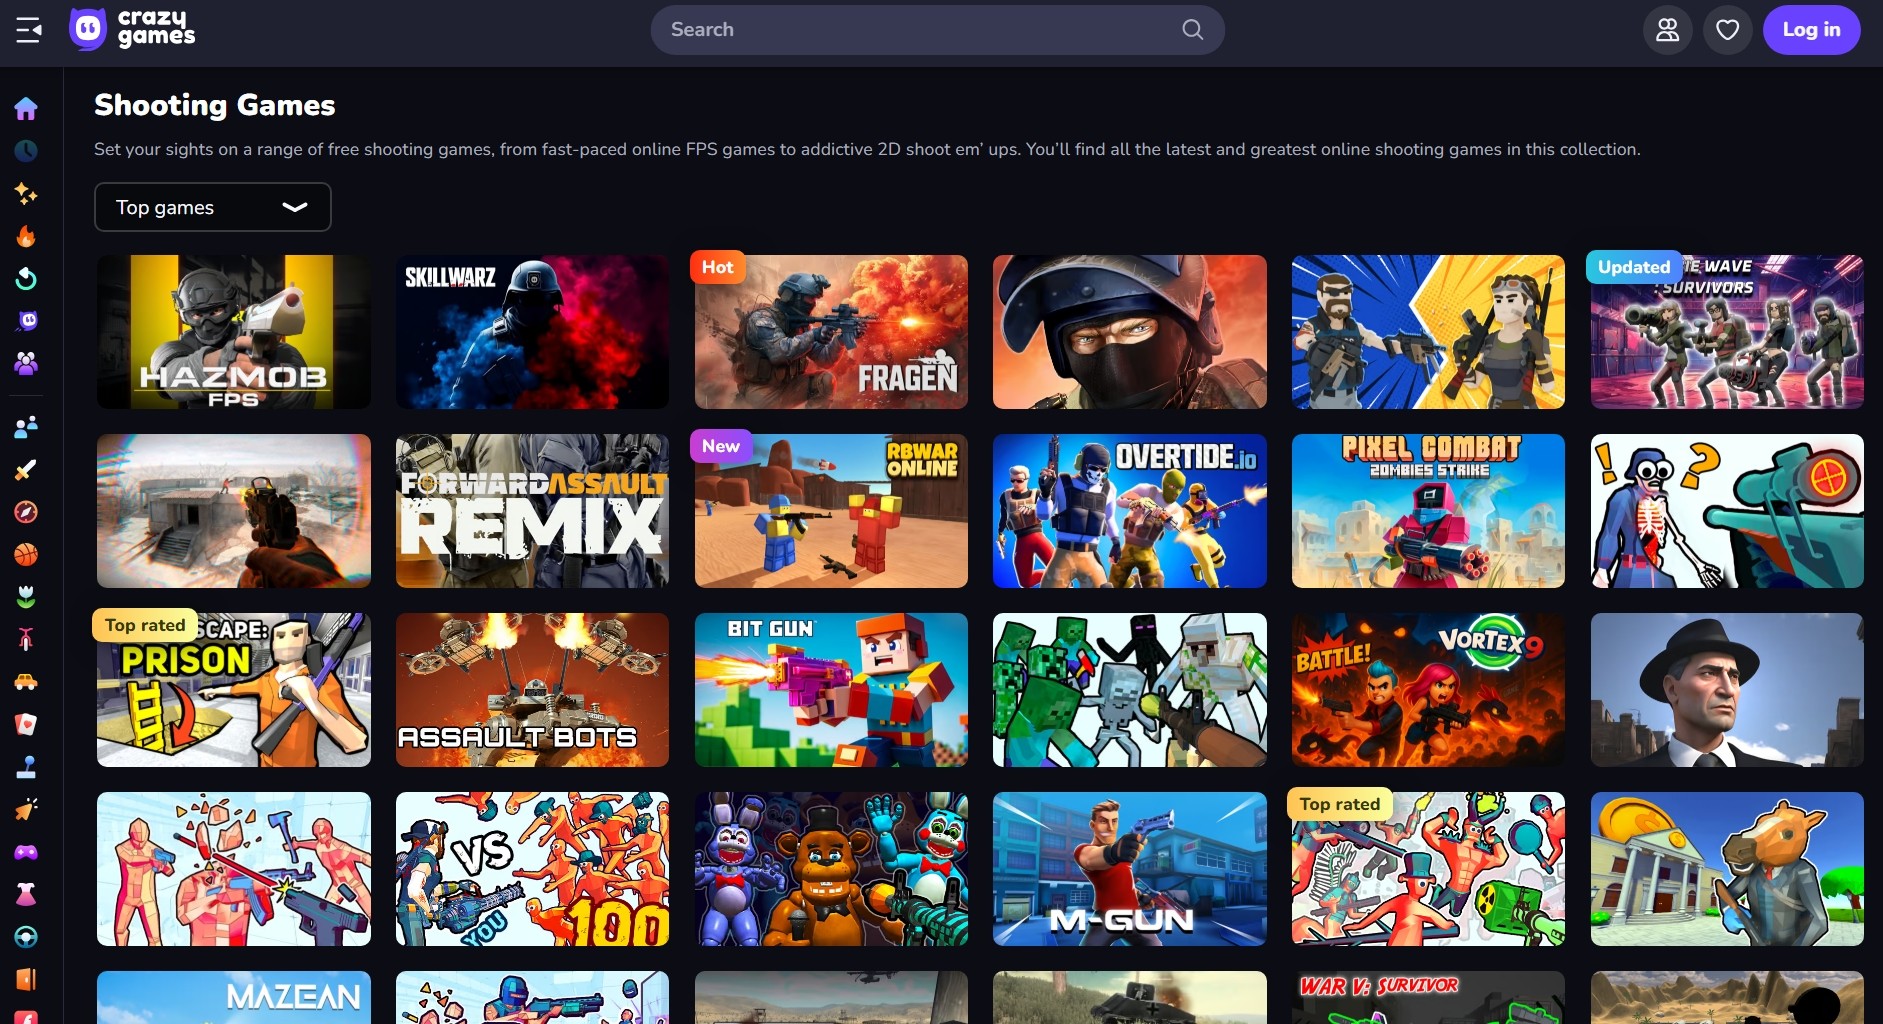 crazy
games
Search
Log in
Shooting Games
Set your sights on a range of free shooting games, from fast-paced online FPS games to addictive 2D shoot em’ ups. You’ll find all the latest and greatest online shooting games in this collection.
Top games
HAZMOB
FPS
SKILLWARZ
Hot
FRAGEN
Updated
WAVE
SURVIVORS
FORWARDASSAULT
REMIX
New
RBWAR
ONLINE
OVERTIDE.io
PIXEL COMBAT
ZOMBIES STRIKE
! ?
Top rated
SCAPE:
PRISON
ASSAULT BOTS
BIT GUN
BATTLE!
VORTEX 9
VS
YOU
100
M-GUN
Top rated
MAZEAN
WAR V: SURVIVOR